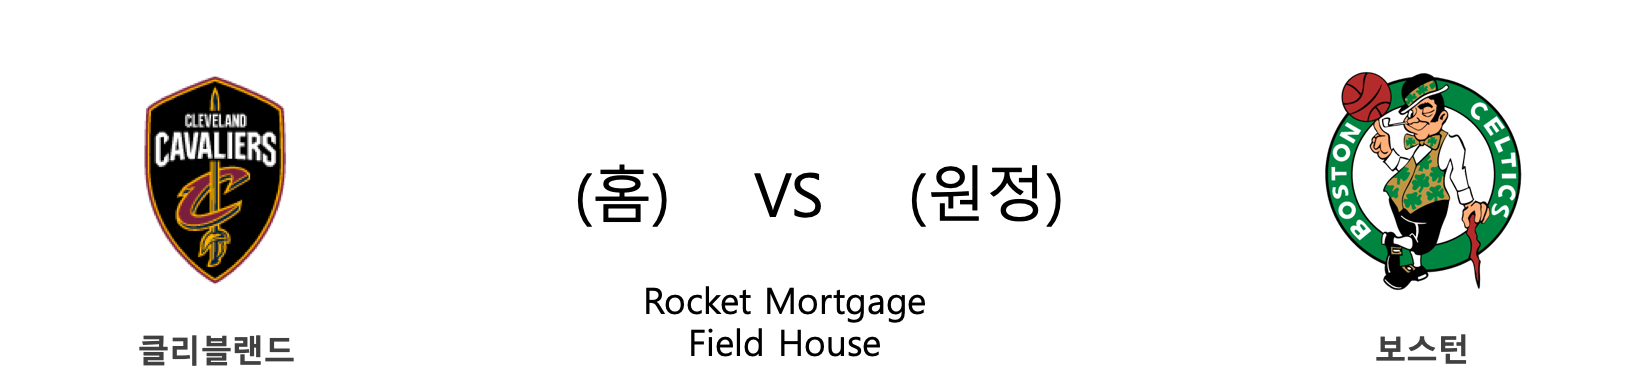 CLEVELAND
CAVALIERS
BOSTON CELTICS
(홈) VS (원정)
Rocket Mortgage
Field House
클리블랜드
보스턴